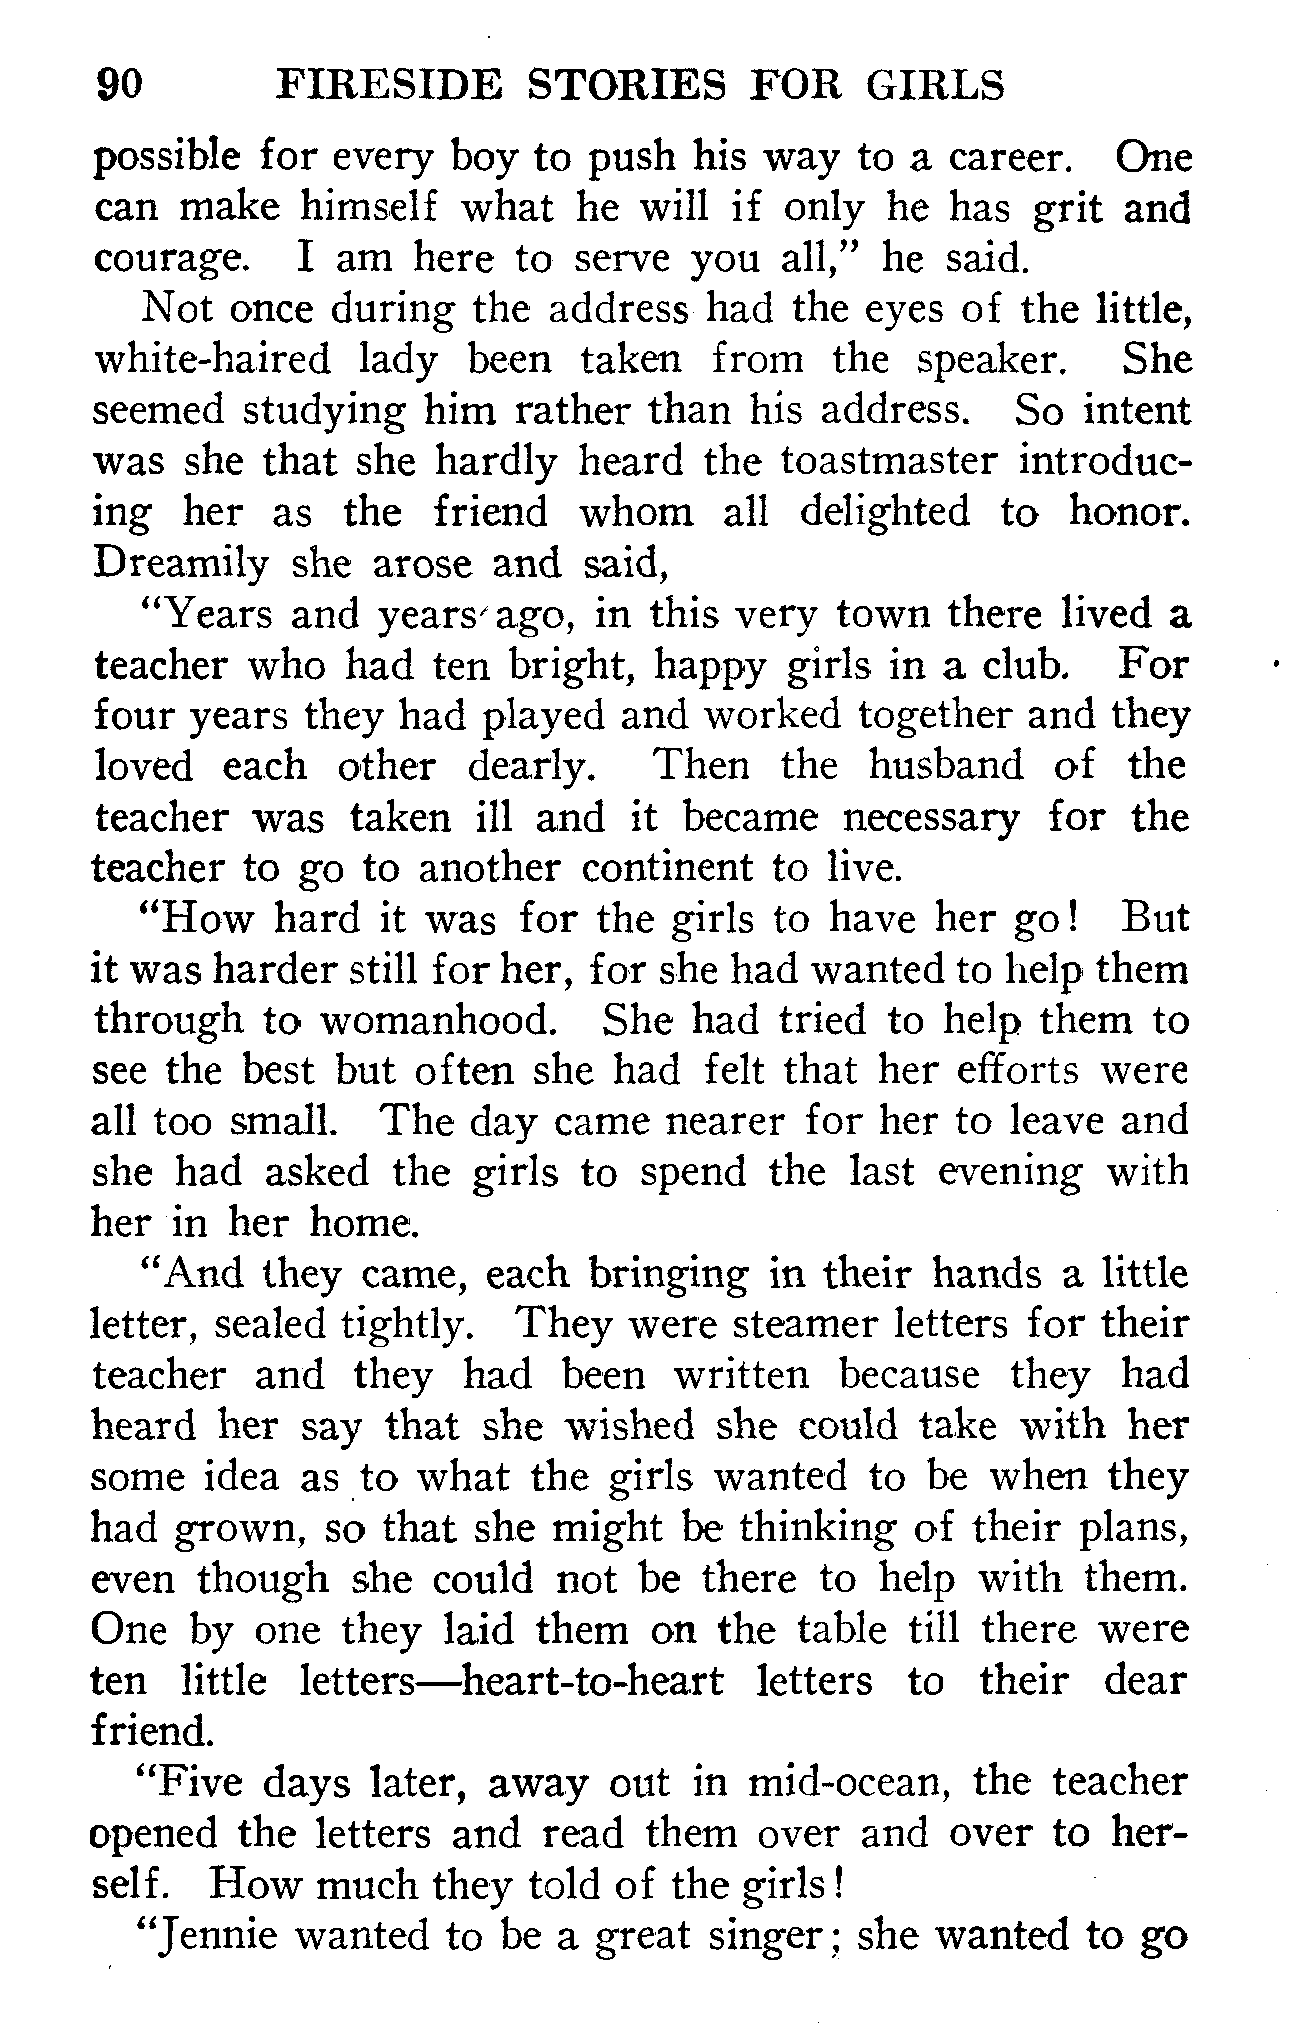 90 FIRESIDE STORIES FOR GIRLS
possible for every boy to push his way to a career. One
can make himself what he will if only he has grit and
courage. I am here to serve you all,” he said.
Not once during the address had the eyes of the little,
white-haired lady been taken from the speaker. She
seemed studying him rather than his address. So intent
was she that she hardly heard the toastmaster introduc-
ing her as the friend whom all delighted to honor.
Dreamily she arose and said,
“Years and years ago, in this very town there lived a
teacher who had ten bright, happy girls in a club. For
four years they had played and worked together and they
loved each other dearly. Then the husband of the
teacher was taken ill and it became necessary for the
teacher to go to another continent to live.
“How hard it was for the girls to have her go! But
it was harder still for her, for she had wanted to help them
through to womanhood. She had tried to help them to
see the best but often she had felt that her efforts were
all too small. The day came nearer for her to leave and
she had asked the girls to spend the last evening with
her in her home.
“And they came, each bringing in their hands a little
letter, sealed tightly. They were steamer letters for their
teacher and they had been written because they had
heard her say that she wished she could take with her
some idea as to what the girls wanted to be when they
had grown, so that she might be thinking of their plans,
even though she could not be there to help with them.
One by one they laid them on the table till there were
ten little letters—heart-to-heart letters to their dear
friend.
“Five days later, away out in mid-ocean, the teacher
opened the letters and read them over and over to her-
self. How much they told of the girls!
“Jennie wanted to be a great singer; she wanted to go